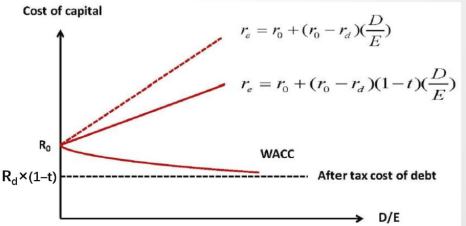 Cost of capital
r_e = r_0 + (r_0 − r_d)(D/E)
r_e = r_0 + (r_0 − r_d)(1−t)(D/E)
R₀
WACC
R_d×(1−t)
After tax cost of debt
D/E